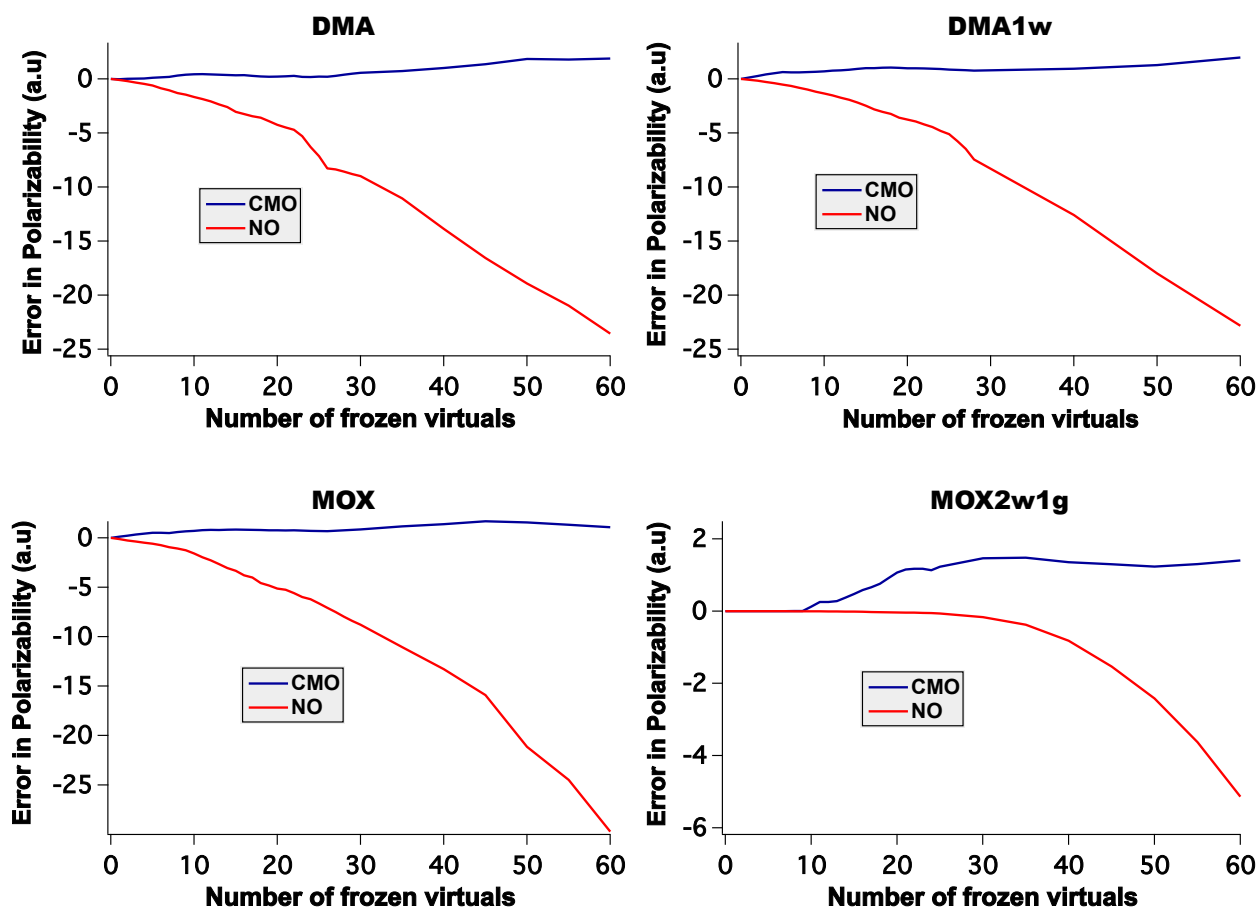 DMA
Error in Polarizability (a.u)
0
-5
-10
-15
-20
-25
CMO
NO
0 10 20 30 40 50 60
Number of frozen virtuals
DMA1w
Error in Polarizability (a.u)
0
-5
-10
-15
-20
-25
CMO
NO
0 10 20 30 40 50 60
Number of frozen virtuals
MOX
Error in Polarizability (a.u)
0
-5
-10
-15
-20
-25
CMO
NO
0 10 20 30 40 50 60
Number of frozen virtuals
MOX2w1g
Error in Polarizability (a.u)
2
0
-2
-4
-6
CMO
NO
0 10 20 30 40 50 60
Number of frozen virtuals